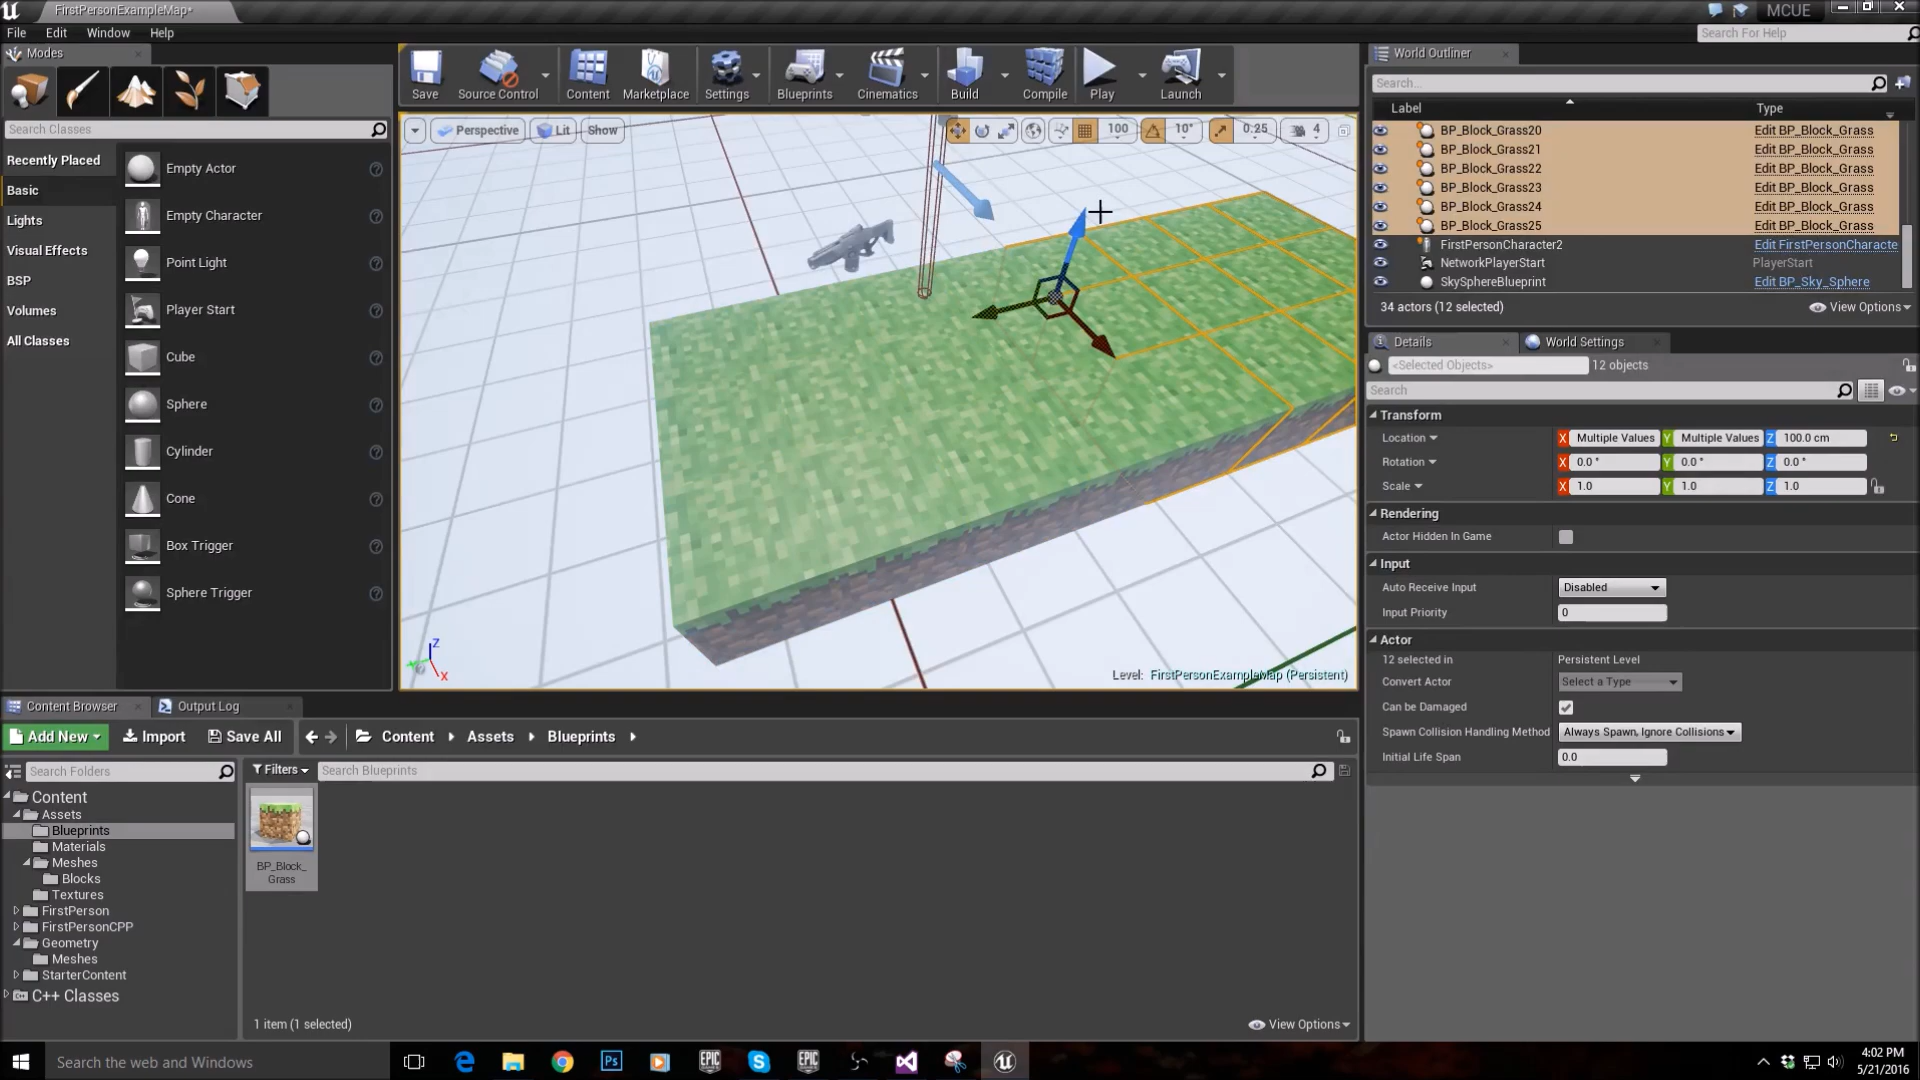 FirstPersonExampleMap*
MCUE
File Edit Window Help
Search For Help
Modes
Search Classes
Recently Placed
Basic
Lights
Visual Effects
BSP
Volumes
All Classes
Empty Actor
Empty Character
Point Light
Player Start
Cube
Sphere
Cylinder
Cone
Box Trigger
Sphere Trigger
Save Source Control Content Marketplace Settings Blueprints Cinematics Build Compile Play Launch
Perspective Lit Show 100 10° 0.25 4
Z
X
Level: FirstPersonExampleMap (Persistent)
World Outliner
Search...
Label Type
BP_Block_Grass20 Edit BP_Block_Grass
BP_Block_Grass21 Edit BP_Block_Grass
BP_Block_Grass22 Edit BP_Block_Grass
BP_Block_Grass23 Edit BP_Block_Grass
BP_Block_Grass24 Edit BP_Block_Grass
BP_Block_Grass25 Edit BP_Block_Grass
FirstPersonCharacter2 Edit FirstPersonCharacte
NetworkPlayerStart PlayerStart
SkySphereBlueprint Edit BP_Sky_Sphere
34 actors (12 selected) View Options
Details World Settings
<Selected Objects> 12 objects
Search
Transform
Location X Multiple Values Y Multiple Values Z 100.0 cm
Rotation X 0.0 ° Y 0.0 ° Z 0.0 °
Scale X 1.0 Y 1.0 Z 1.0
Rendering
Actor Hidden In Game
Input
Auto Receive Input Disabled
Input Priority 0
Actor
12 selected in Persistent Level
Convert Actor Select a Type
Can be Damaged
Spawn Collision Handling Method Always Spawn, Ignore Collisions
Initial Life Span 0.0
Content Browser Output Log
Add New Import Save All Content Assets Blueprints
Search Folders
Filters Search Blueprints
Content
Assets
Blueprints
Materials
Meshes
Blocks
Textures
FirstPerson
FirstPersonCPP
Geometry
Meshes
StarterContent
C++ Classes
BP_Block_
Grass
1 item (1 selected) View Options
Search the web and Windows
Ps
EPIC
EPIC
4:02 PM
5/21/2016